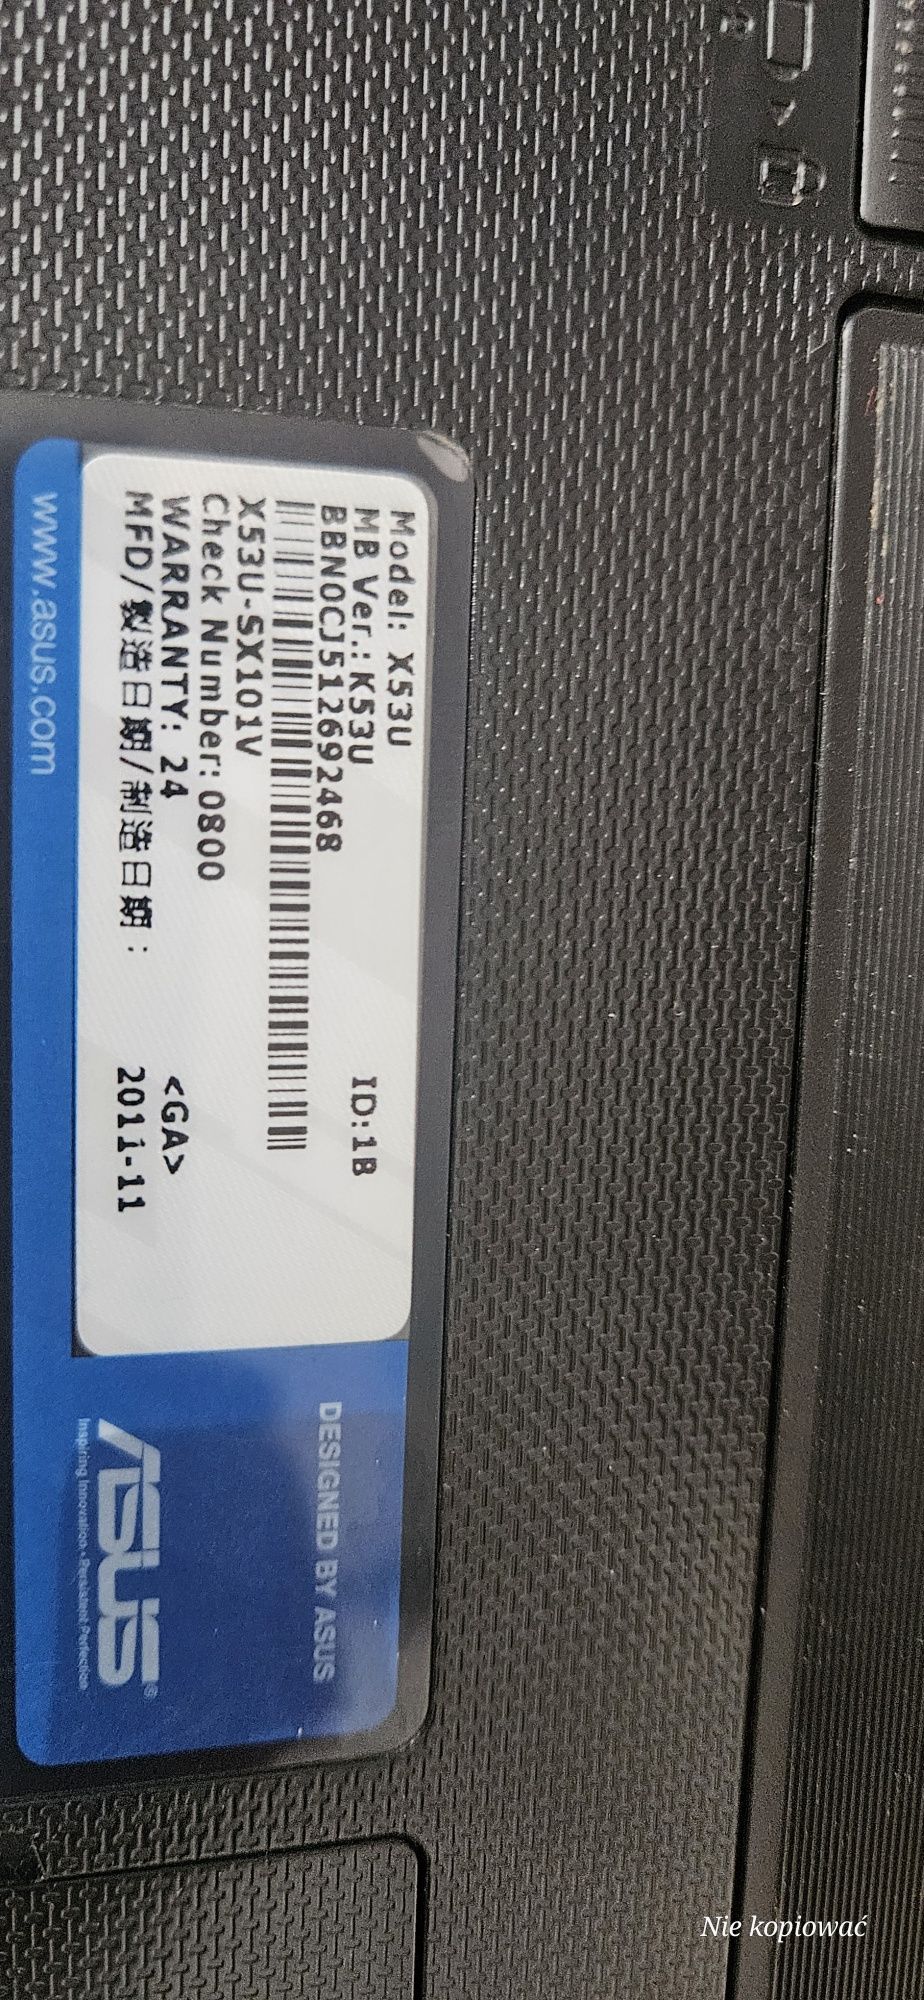 Model: X53U
MB Ver.: K53U ID:1B
BBN0CJ512692468
X53U-SX101V
Check Number: 0800
WARRANTY: 24 <GA>
MFD/製造日期/制造日期: 2011-11
www.asus.com
DESIGNED BY ASUS
ASUS®
Inspiring Innovation • Persistent Perfection
Nie kopiować